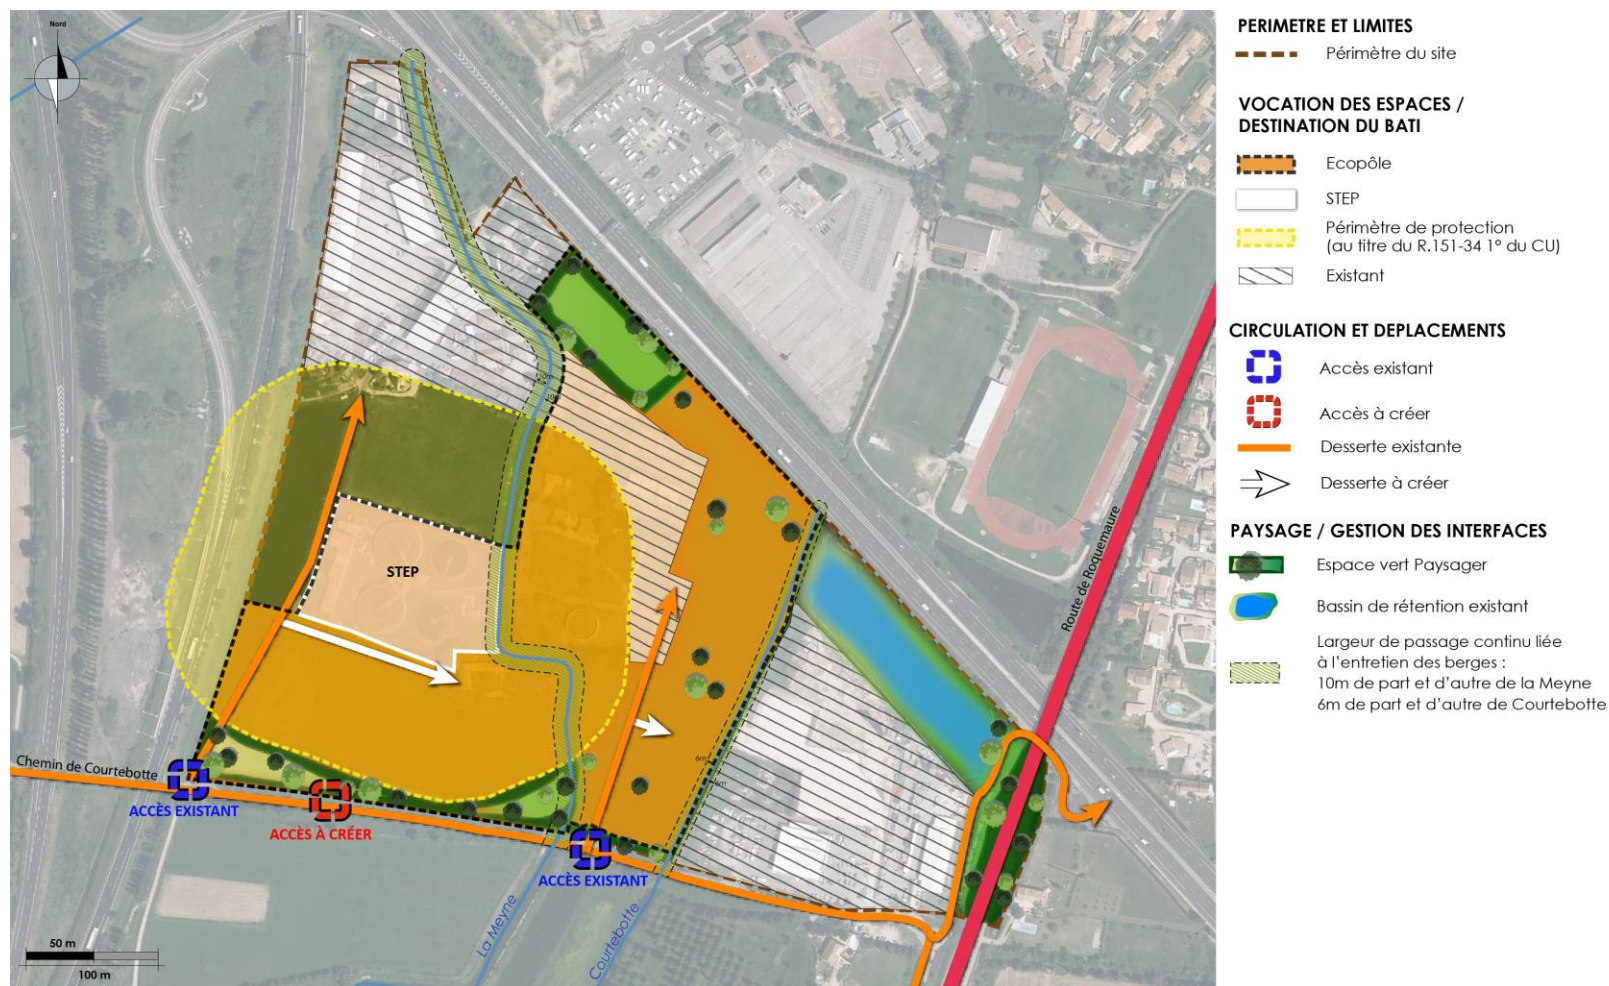 Nord
10m
10m
STEP
6m
6m
Route de Roquemaure
Chemin de Courtebotte
ACCÈS EXISTANT
ACCÈS À CRÉER
ACCÈS EXISTANT
La Meyne
Courtebotte
50 m
100 m
PERIMETRE ET LIMITES
Périmètre du site
VOCATION DES ESPACES /
DESTINATION DU BATI
Ecopôle
STEP
Périmètre de protection
(au titre du R.151-34 1° du CU)
Existant
CIRCULATION ET DEPLACEMENTS
Accès existant
Accès à créer
Desserte existante
Desserte à créer
PAYSAGE / GESTION DES INTERFACES
Espace vert Paysager
Bassin de rétention existant
Largeur de passage continu liée
à l'entretien des berges :
10m de part et d'autre de la Meyne
6m de part et d'autre de Courtebotte